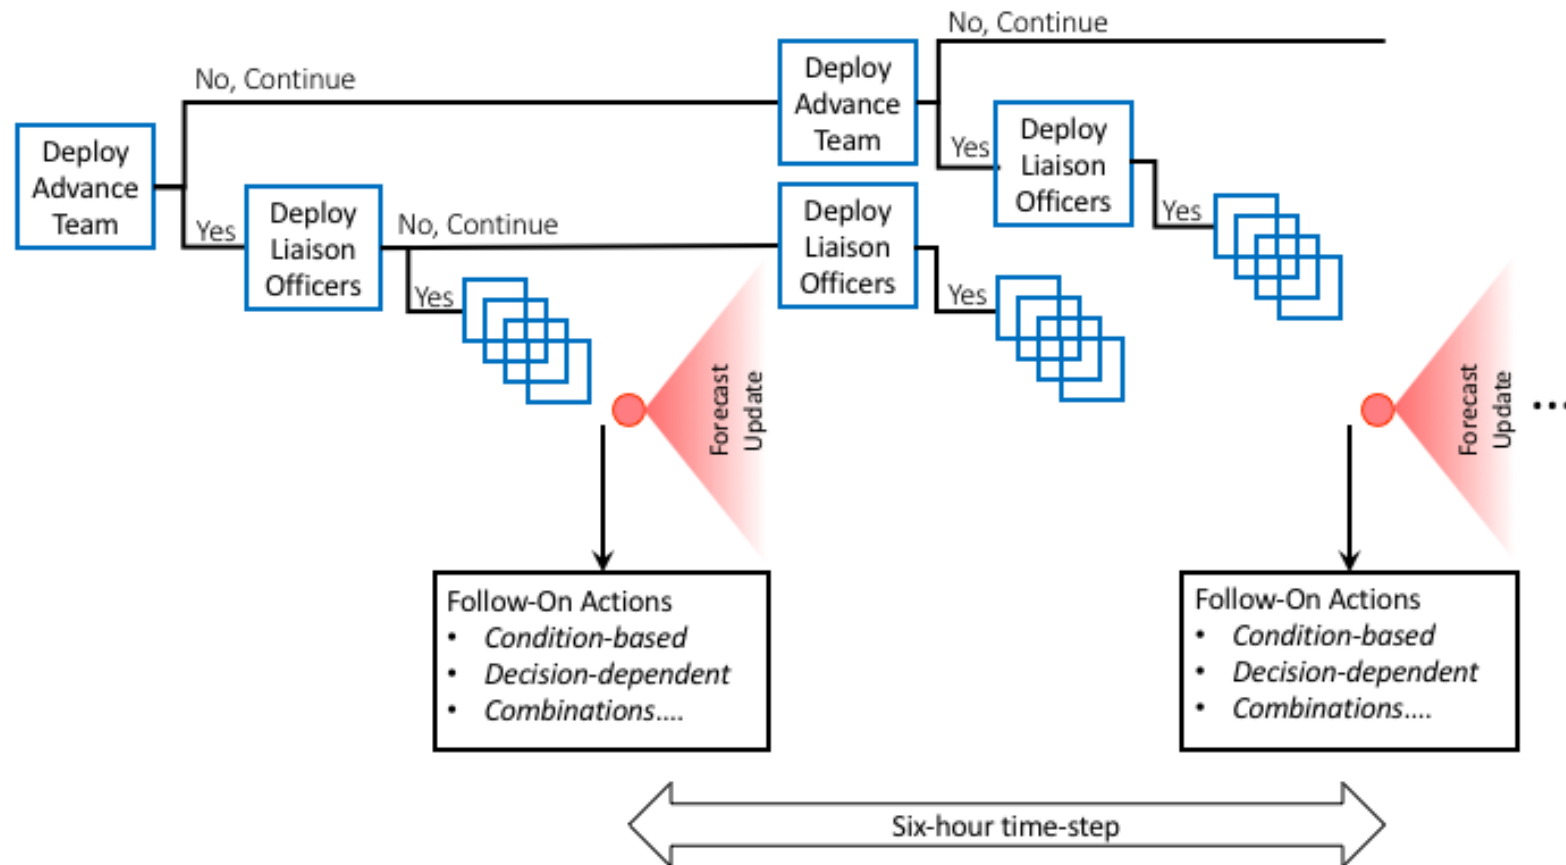 No, Continue
No, Continue
Deploy
Advance
Team
Deploy
Advance
Team
Yes
Deploy
Liaison
Officers
Yes
Yes
Deploy
Liaison
Officers
No, Continue
Yes
Deploy
Liaison
Officers
Yes
Forecast
Update
Forecast
Update
...
Follow-On Actions
• Condition-based
• Decision-dependent
• Combinations....
Follow-On Actions
• Condition-based
• Decision-dependent
• Combinations....
Six-hour time-step